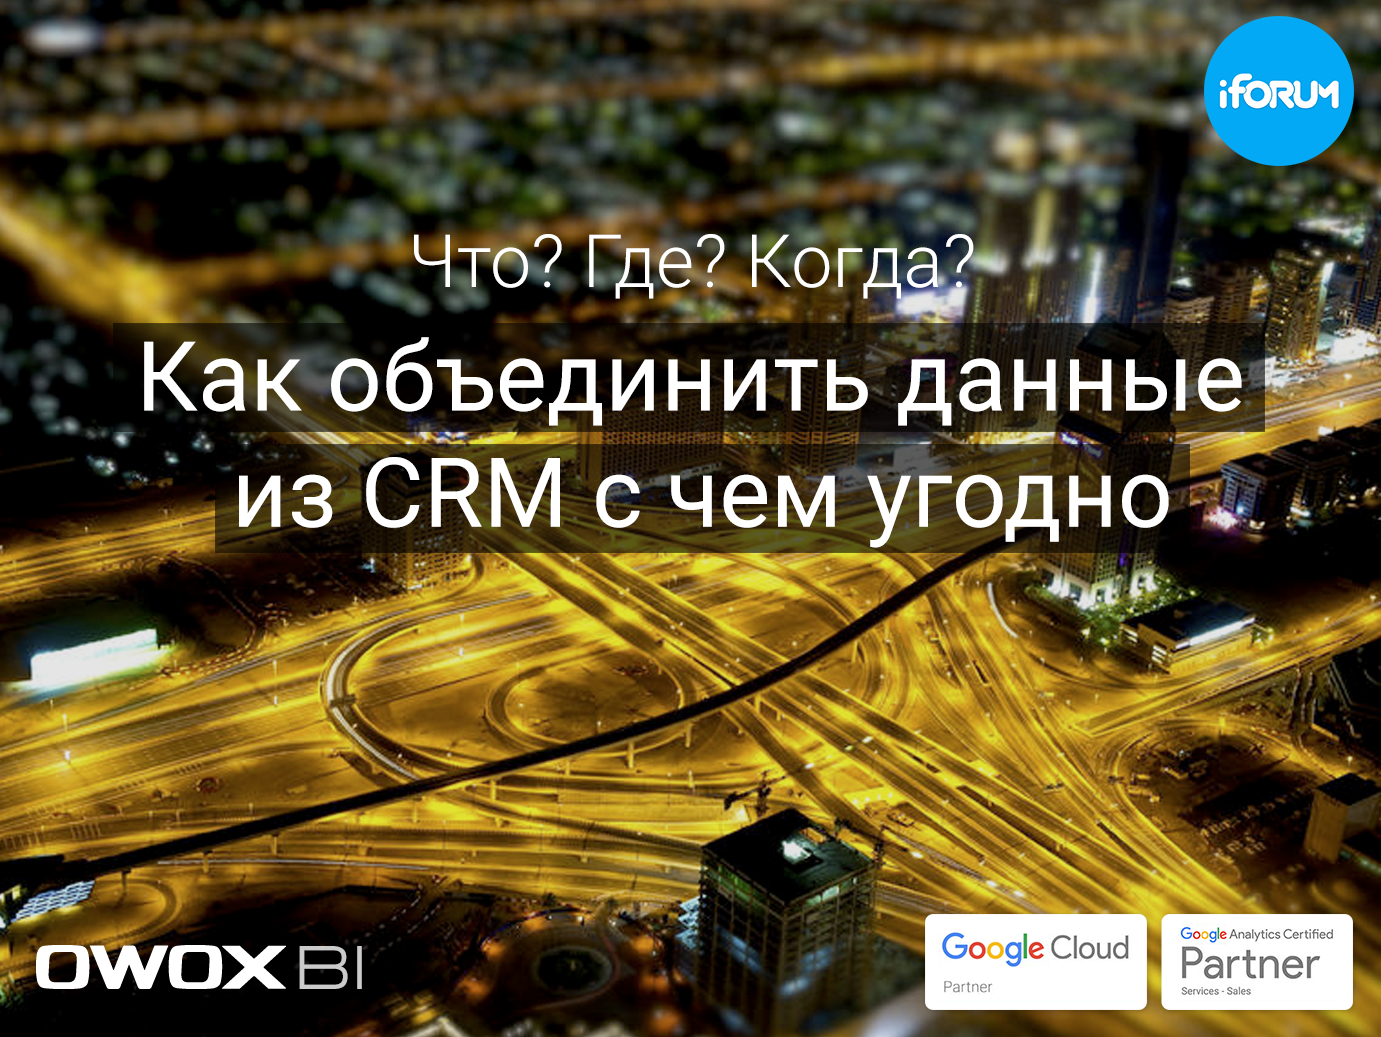 iFORUM
Что? Где? Когда?
Как объединить данные
из CRM с чем угодно
OWOX BI
Google Cloud
Partner
Google Analytics Certified
Partner
Services - Sales